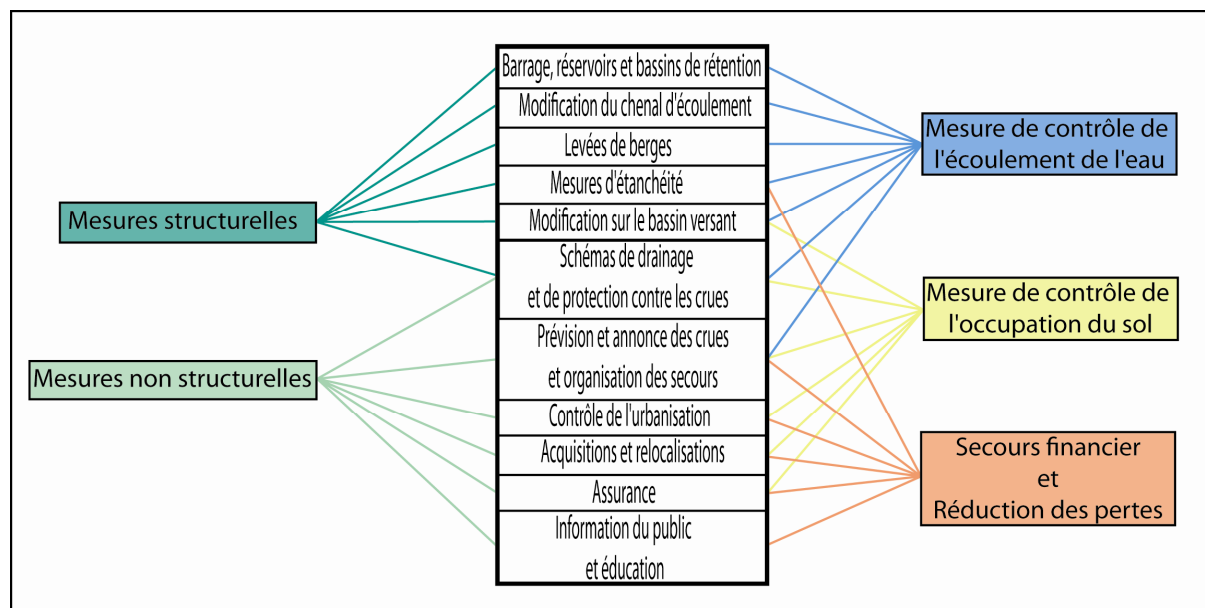 Mesures structurelles
Mesures non structurelles
Barrage, réservoirs et bassins de rétention
Modification du chenal d'écoulement
Levées de berges
Mesures d'étanchéité
Modification sur le bassin versant
Schémas de drainage
et de protection contre les crues
Prévision et annonce des crues
et organisation des secours
Contrôle de l'urbanisation
Acquisitions et relocalisations
Assurance
Information du public
et éducation
Mesure de contrôle de
l'écoulement de l'eau
Mesure de contrôle de
l'occupation du sol
Secours financier
et
Réduction des pertes